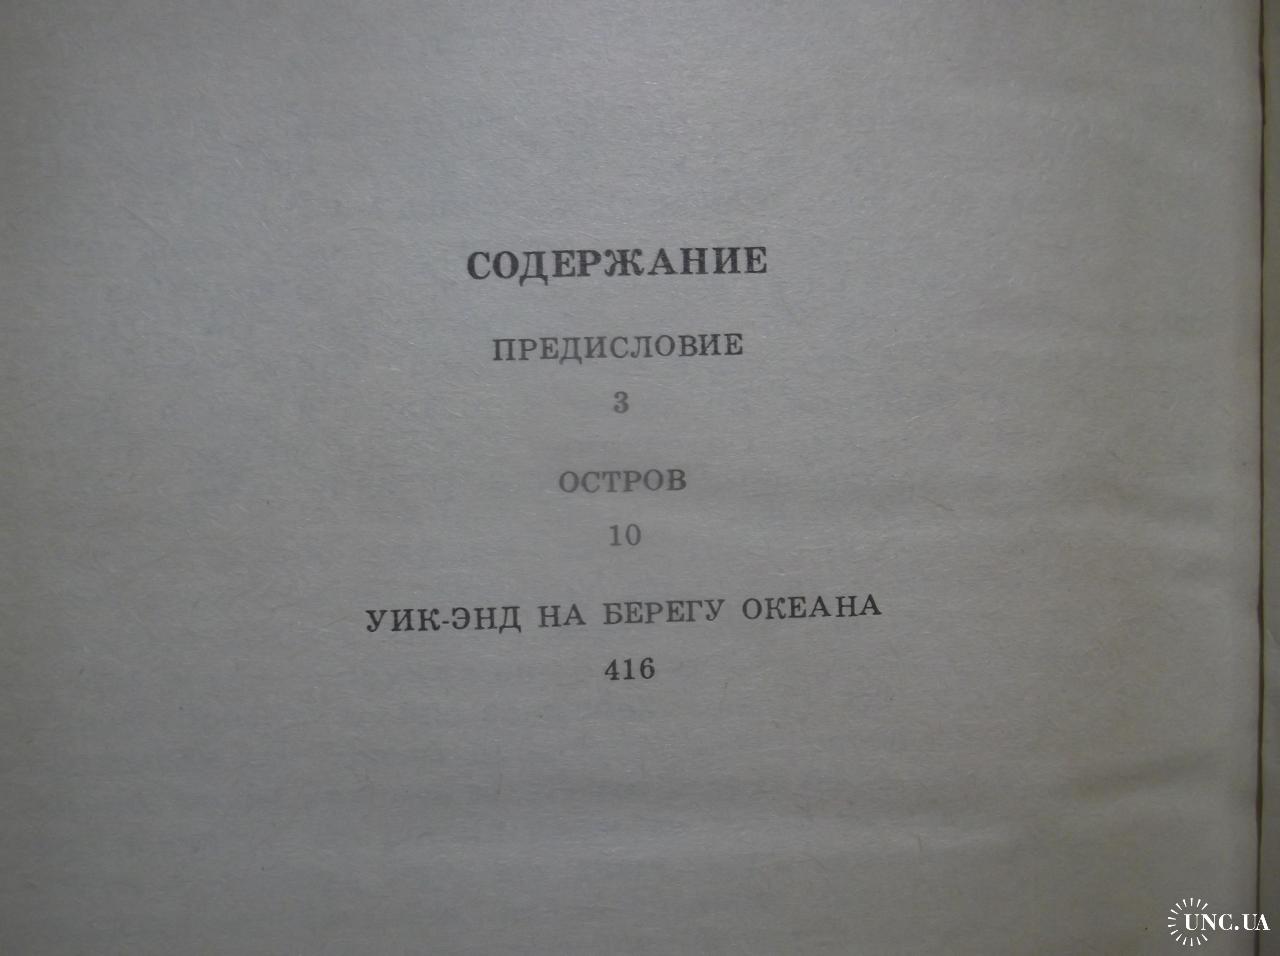 СОДЕРЖАНИЕ
ПРЕДИСЛОВИЕ
3
ОСТРОВ
10
УИК-ЭНД НА БЕРЕГУ ОКЕАНА
416
UNC.UA